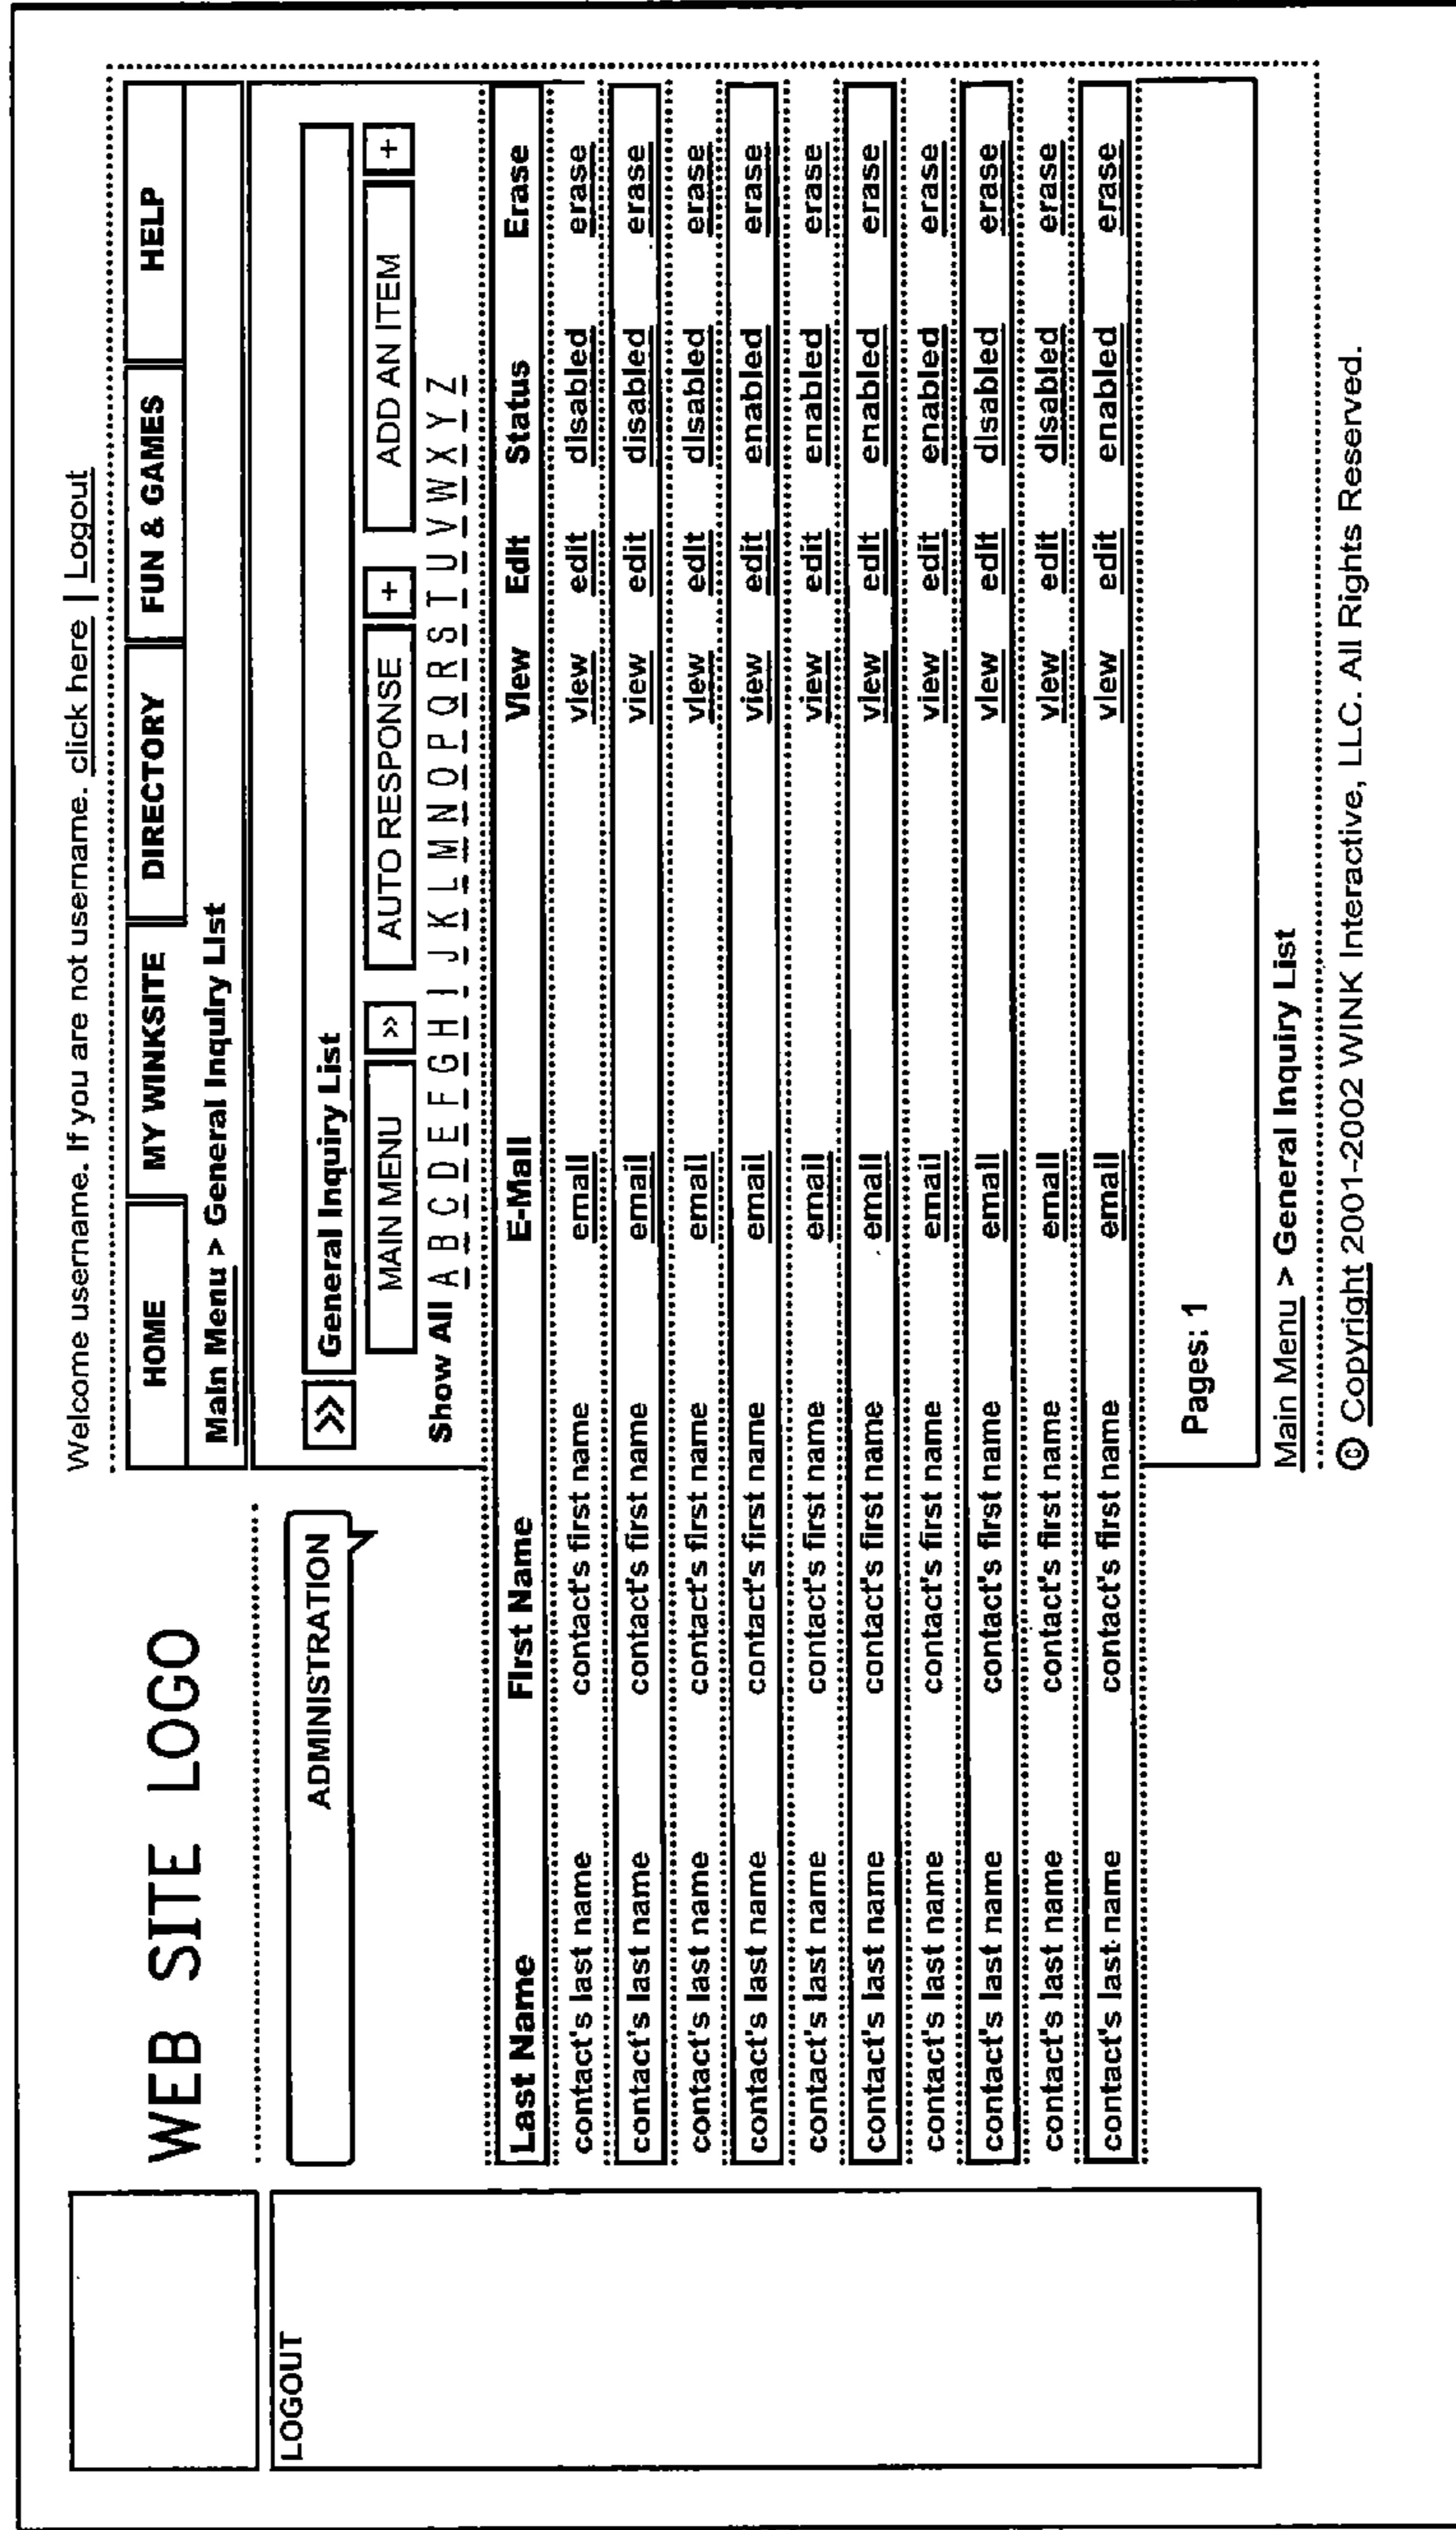 Welcome username. If you are not username. click here | Logout
WEB SITE LOGO
HOME MY WINKSITE DIRECTORY FUN & GAMES HELP
Main Menu > General Inquiry List
LOGOUT
ADMINISTRATION
>> General Inquiry List
MAIN MENU >> AUTO RESPONSE + ADD AN ITEM +
Show All A B C D E F G H I J K L M N O P Q R S T U V W X Y Z
Last Name First Name E-Mail View Edit Status Erase
contact's last name contact's first name email view edit disabled erase
contact's last name contact's first name email view edit disabled erase
contact's last name contact's first name email view edit disabled erase
contact's last name contact's first name email view edit enabled erase
contact's last name contact's first name email view edit enabled erase
contact's last name contact's first name email view edit enabled erase
contact's last name contact's first name email view edit enabled erase
contact's last name contact's first name email view edit disabled erase
contact's last name contact's first name email view edit disabled erase
contact's last name contact's first name email view edit enabled erase
Pages: 1
Main Menu > General Inquiry List
© Copyright 2001-2002 WINK Interactive, LLC. All Rights Reserved.